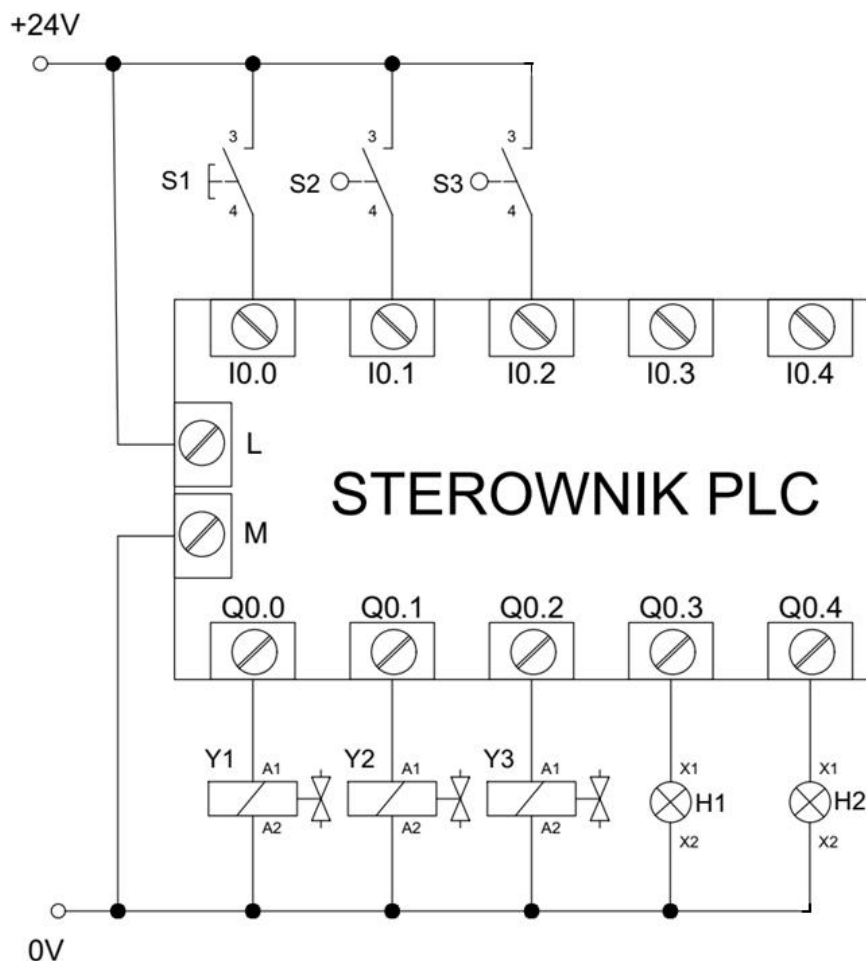 +24V
3 3 3
S1 S2 S3
4 4 4
I0.0 I0.1 I0.2 I0.3 I0.4
L
STEROWNIK PLC
M
Q0.0 Q0.1 Q0.2 Q0.3 Q0.4
Y1 A1 Y2 A1 Y3 A1 X1 X1
H1 H2
A2 A2 A2 X2 X2
0V